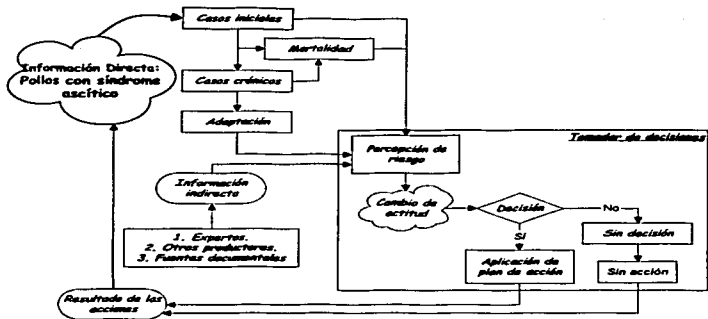 Casos iniciales
Mortalidad
Información Directa:
Pollos con síndrome
ascítico
Casos crónicos
Adaptación
Tomador de decisiones
Percepción de
riesgo
Información
indirecta
Cambio de
actitud
Decisión
No
Sí
Sin decisión
1. Expertos.
2. Otros productores.
3. Fuentes documentales
Aplicación de
plan de acción
Sin acción
Resultado de las
acciones